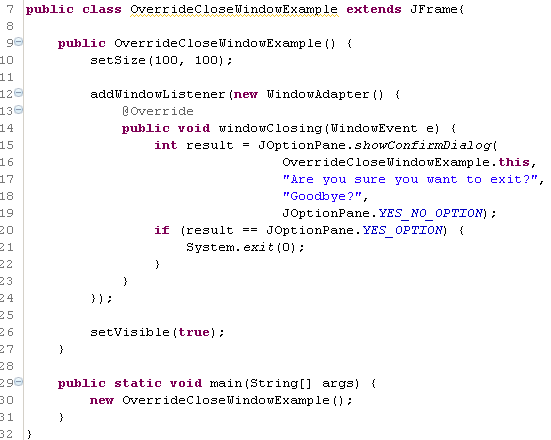 7 public class OverrideCloseWindowExample extends JFrame{
8
9     public OverrideCloseWindowExample() {
10         setSize(100, 100);
11
12         addWindowListener(new WindowAdapter() {
13             @Override
14             public void windowClosing(WindowEvent e) {
15                 int result = JOptionPane.showConfirmDialog(
16                                 OverrideCloseWindowExample.this,
17                                 "Are you sure you want to exit?",
18                                 "Goodbye?",
19                                 JOptionPane.YES_NO_OPTION);
20                 if (result == JOptionPane.YES_OPTION) {
21                     System.exit(0);
22                 }
23             }
24         });
25
26         setVisible(true);
27     }
28
29     public static void main(String[] args) {
30         new OverrideCloseWindowExample();
31     }
32 }